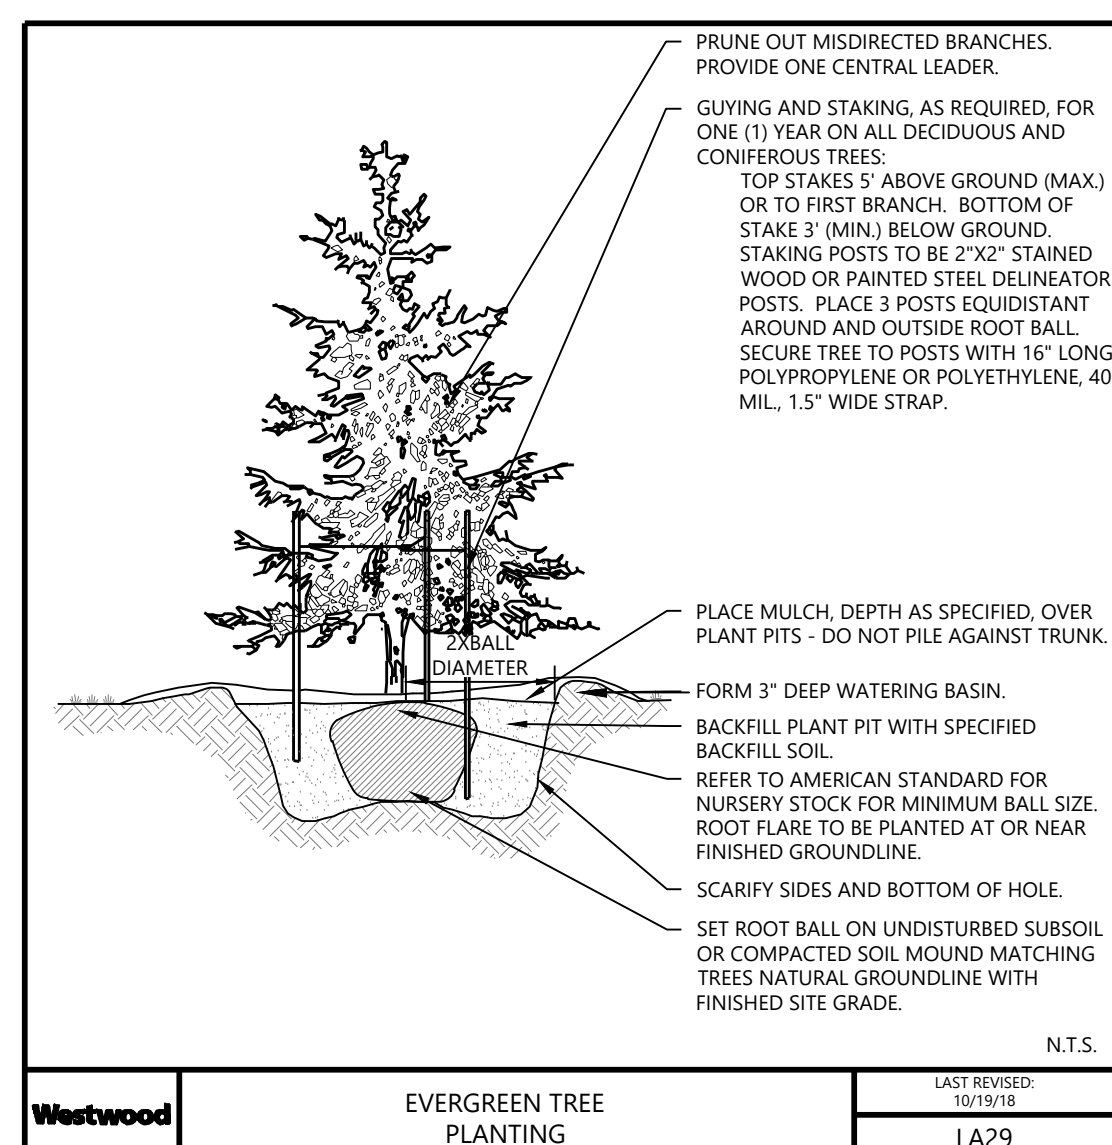 PRUNE OUT MISDIRECTED BRANCHES.
PROVIDE ONE CENTRAL LEADER.
GUYING AND STAKING, AS REQUIRED, FOR
ONE (1) YEAR ON ALL DECIDUOUS AND
CONIFEROUS TREES:
TOP STAKES 5' ABOVE GROUND (MAX.)
OR TO FIRST BRANCH. BOTTOM OF
STAKE 3' (MIN.) BELOW GROUND.
STAKING POSTS TO BE 2"X2" STAINED
WOOD OR PAINTED STEEL DELINEATOR
POSTS. PLACE 3 POSTS EQUIDISTANT
AROUND AND OUTSIDE ROOT BALL.
SECURE TREE TO POSTS WITH 16" LONG
POLYPROPYLENE OR POLYETHYLENE, 40
MIL., 1.5" WIDE STRAP.
2XBALL
DIAMETER
PLACE MULCH, DEPTH AS SPECIFIED, OVER
PLANT PITS - DO NOT PILE AGAINST TRUNK.
FORM 3" DEEP WATERING BASIN.
BACKFILL PLANT PIT WITH SPECIFIED
BACKFILL SOIL.
REFER TO AMERICAN STANDARD FOR
NURSERY STOCK FOR MINIMUM BALL SIZE.
ROOT FLARE TO BE PLANTED AT OR NEAR
FINISHED GROUNDLINE.
SCARIFY SIDES AND BOTTOM OF HOLE.
SET ROOT BALL ON UNDISTURBED SUBSOIL
OR COMPACTED SOIL MOUND MATCHING
TREES NATURAL GROUNDLINE WITH
FINISHED SITE GRADE.
N.T.S.
Westwood
EVERGREEN TREE
PLANTING
LAST REVISED:
10/19/18
LA29